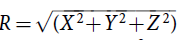 R = √(X²+Y²+Z²)